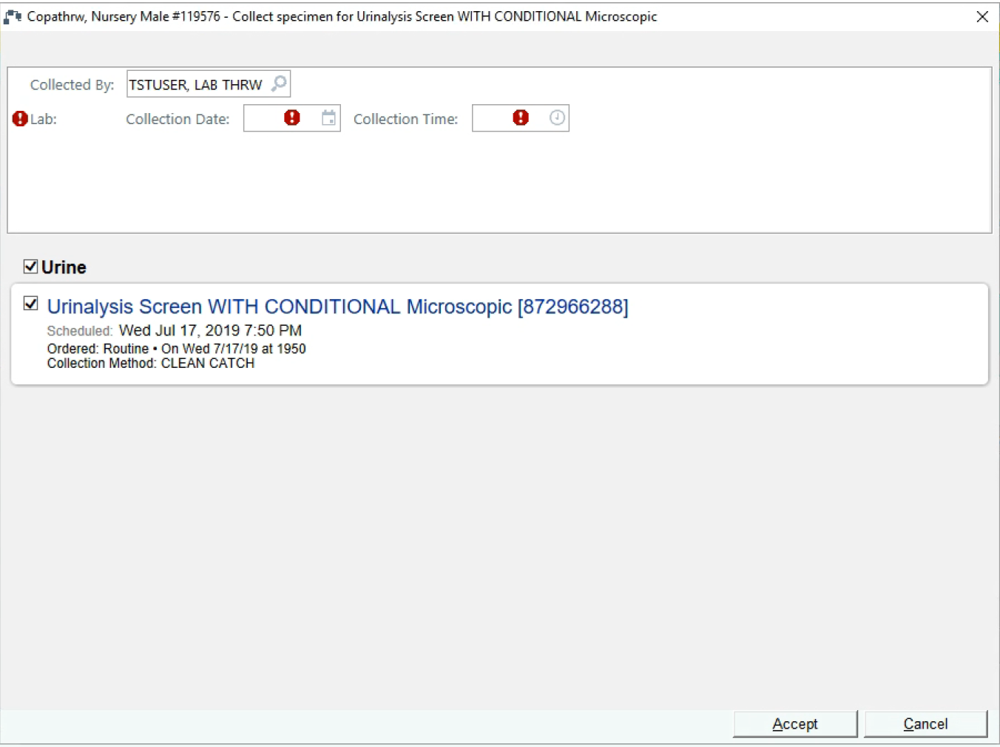 Copathrw, Nursery Male #119576 - Collect specimen for Urinalysis Screen WITH CONDITIONAL Microscopic
Collected By: TSTUSER, LAB THRW
Lab: Collection Date: Collection Time:
Urine
Urinalysis Screen WITH CONDITIONAL Microscopic [872966288]
Scheduled: Wed Jul 17, 2019 7:50 PM
Ordered: Routine • On Wed 7/17/19 at 1950
Collection Method: CLEAN CATCH
Accept Cancel